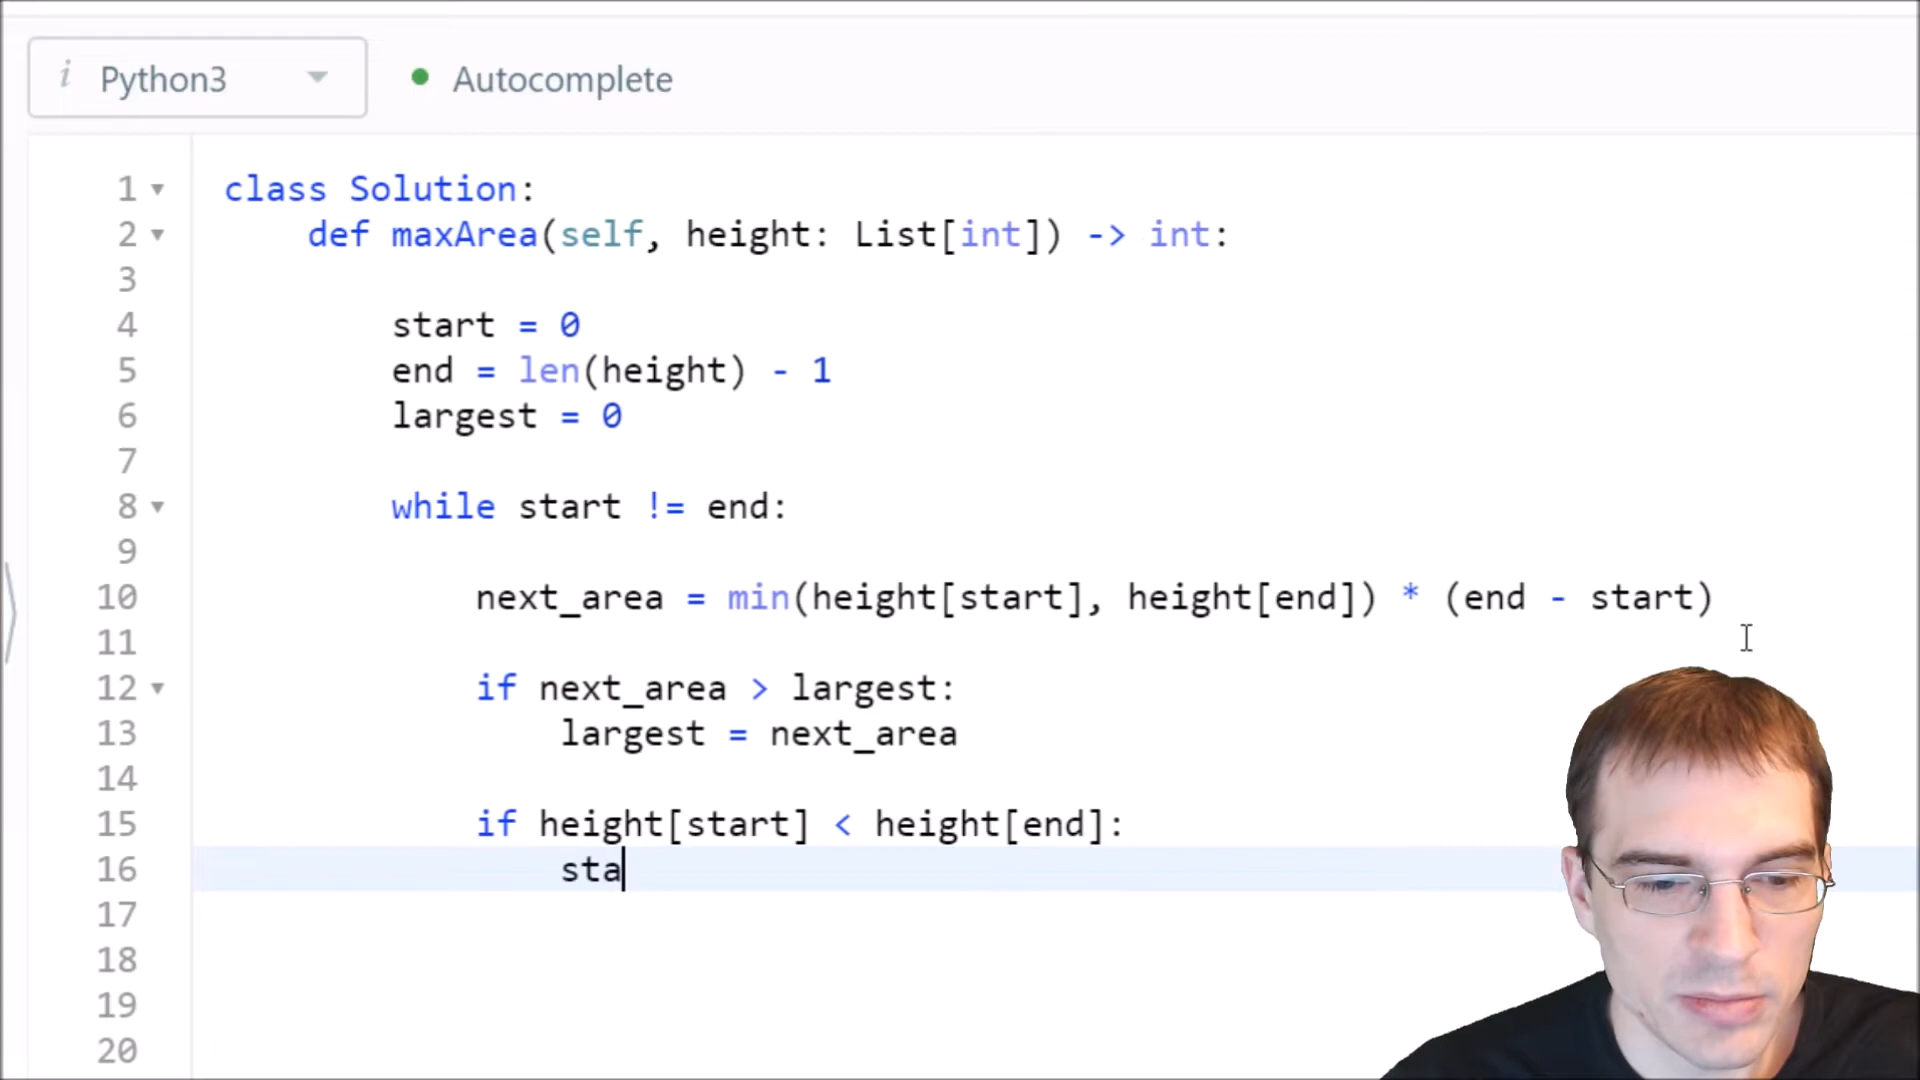 i Python3 Autocomplete
1 class Solution:
2 def maxArea(self, height: List[int]) -> int:
3
4 start = 0
5 end = len(height) - 1
6 largest = 0
7
8 while start != end:
9
10 next_area = min(height[start], height[end]) * (end - start)
11
12 if next_area > largest:
13 largest = next_area
14
15 if height[start] < height[end]:
16 sta
17
18
19
20